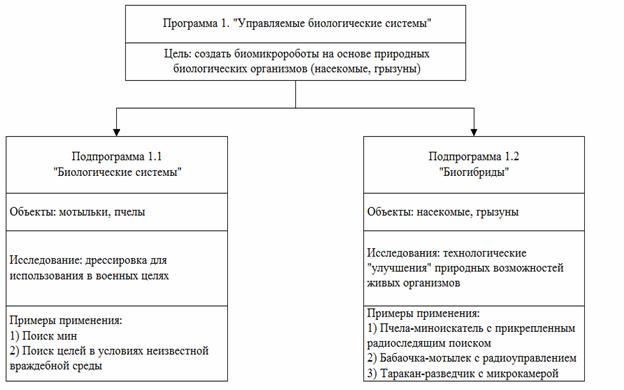 Программа 1. "Управляемые биологические системы"
Цель: создать биомикророботы на основе природных
биологических организмов (насекомые, грызуны)
Подпрограмма 1.1
"Биологические системы"
Объекты: мотыльки, пчелы
Исследование: дрессировка для
использования в военных целях
Примеры применения:
1) Поиск мин
2) Поиск целей в условиях неизвестной
враждебной среды
Подпрограмма 1.2
"Биогибриды"
Объекты: насекомые, грызуны
Исследования: технологические
"улучшения" природных возможностей
живых организмов
Примеры применения:
1) Пчела-миноискатель с прикрепленным
радиоследящим поиском
2) Бабаочка-мотылек с радиоуправлением
3) Таракан-разведчик с микрокамерой